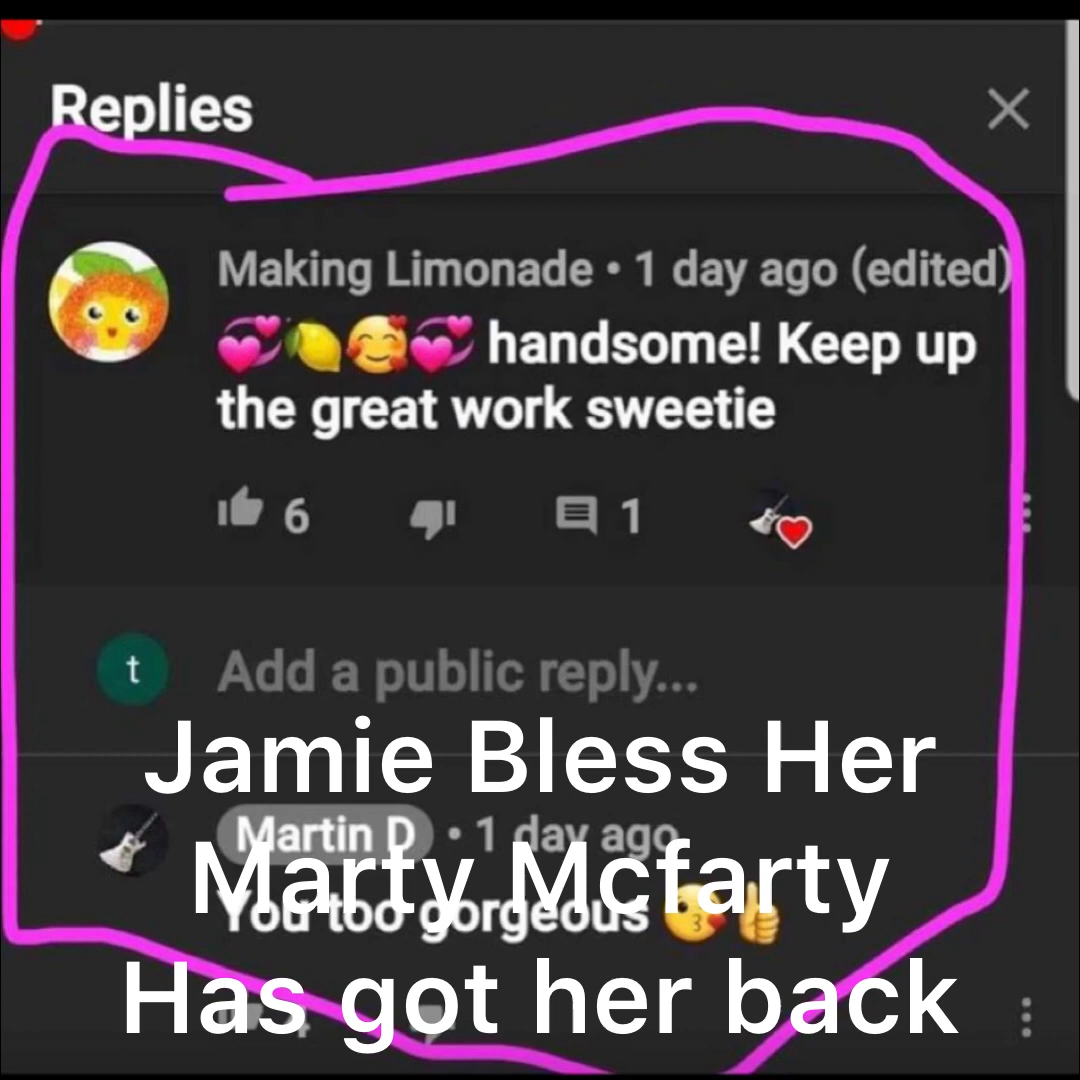 Replies
Making Limonade • 1 day ago (edited)
💞🍋🥰💞 handsome! Keep up
the great work sweetie
6
1
t
Add a public reply...
Jamie Bless Her
Martin D • 1 day ago
Marty Mcfarty
You too gorgeous 😘👍
Has got her back
4